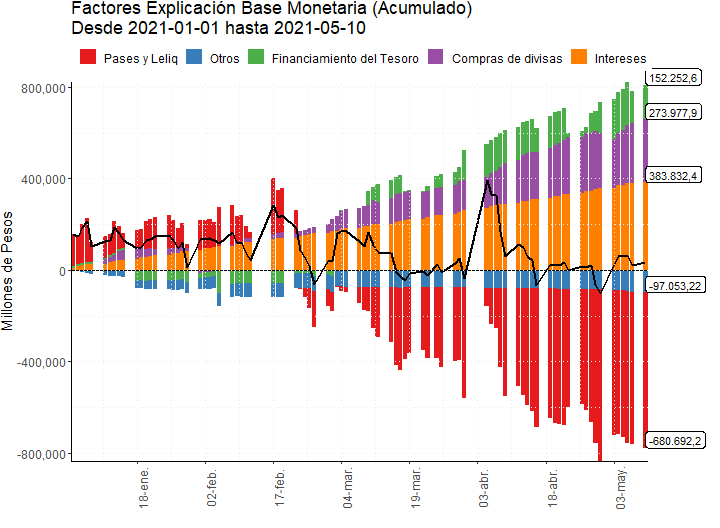 Factores Explicación Base Monetaria (Acumulado)
Desde 2021-01-01 hasta 2021-05-10
Pases y Leliq Otros Financiamiento del Tesoro Compras de divisas Intereses
Millones de Pesos
800,000
400,000
0
-400,000
-800,000
152.252,6
273.977,9
383.832,4
-97.053,22
-680.692,2
18-ene.
02-feb.
17-feb.
04-mar.
19-mar.
03-abr.
18-abr.
03-may.